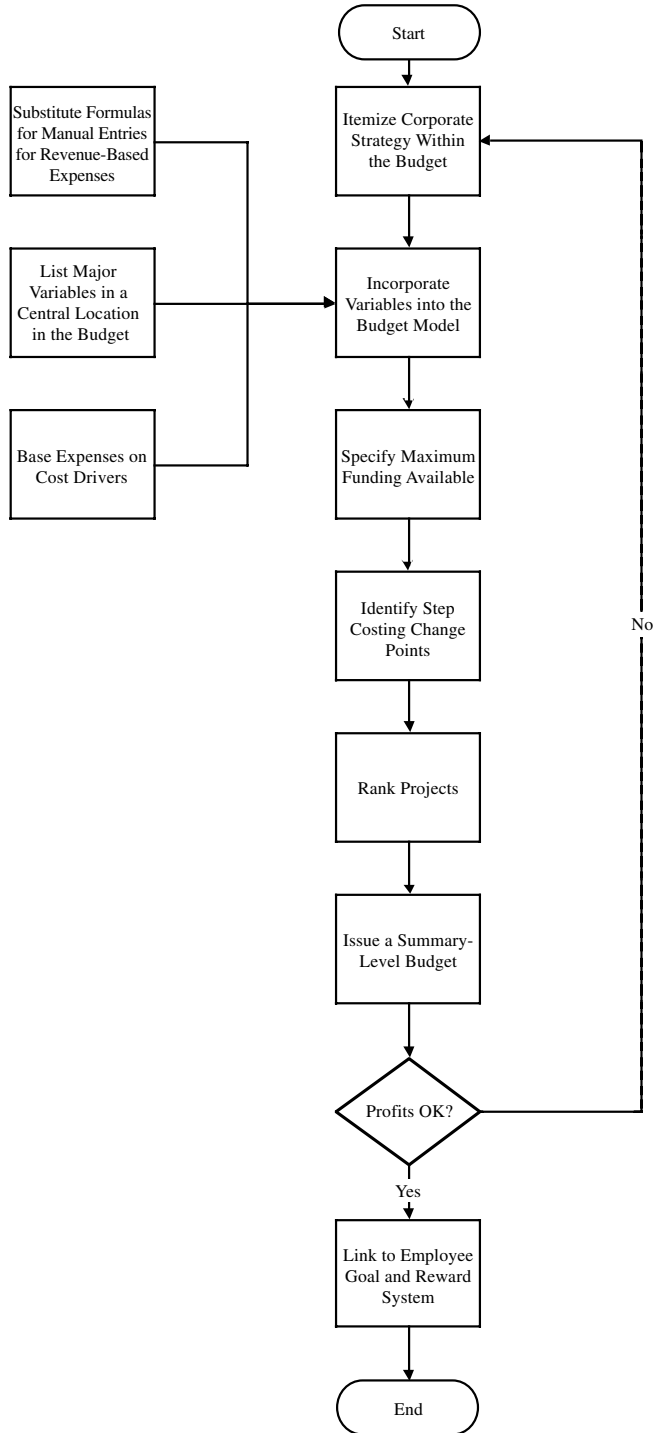 Start
Itemize Corporate
Strategy Within
the Budget
Substitute Formulas
for Manual Entries
for Revenue-Based
Expenses
List Major
Variables in a
Central Location
in the Budget
Incorporate
Variables into the
Budget Model
Base Expenses on
Cost Drivers
Specify Maximum
Funding Available
Identify Step
Costing Change
Points
No
Rank Projects
Issue a Summary-
Level Budget
Profits OK?
Yes
Link to Employee
Goal and Reward
System
End